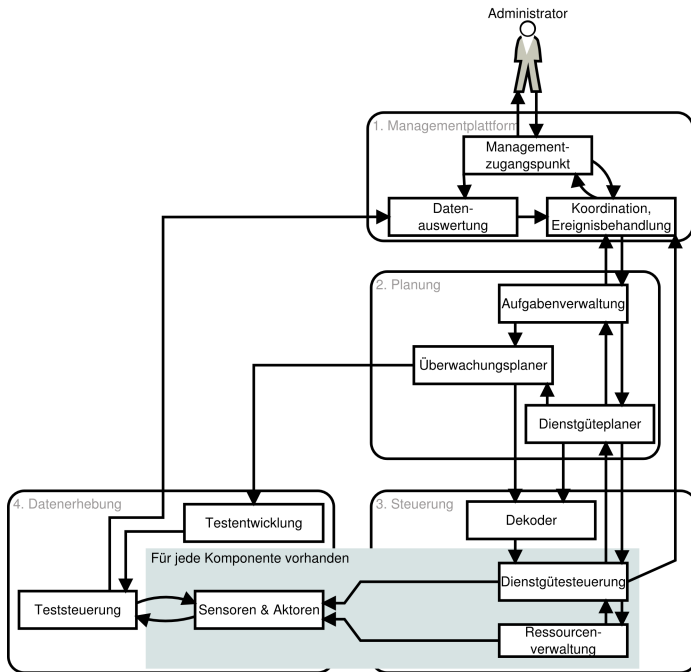 Administrator
1. Managementplattform
Management-
zugangspunkt
Daten-
auswertung
Koordination,
Ereignisbehandlung
2. Planung
Aufgabenverwaltung
Überwachungsplaner
Dienstgüteplaner
4. Datenerhebung
Testentwicklung
3. Steuerung
Dekoder
Für jede Komponente vorhanden
Dienstgütesteuerung
Teststeuerung
Sensoren & Aktoren
Ressourcen-
verwaltung